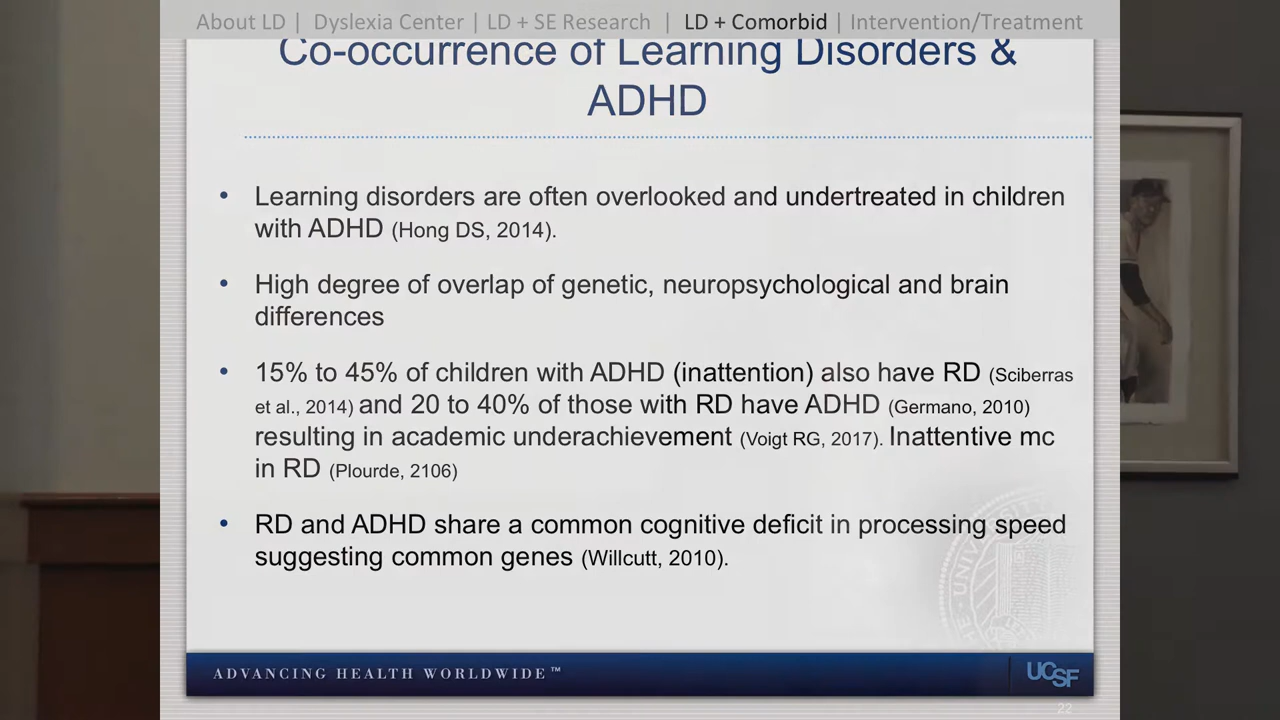 About LD | Dyslexia Center | LD + SE Research | LD + Comorbid | Intervention/Treatment
Co-occurrence of Learning Disorders &
ADHD
• Learning disorders are often overlooked and undertreated in children
with ADHD (Hong DS, 2014).
• High degree of overlap of genetic, neuropsychological and brain
differences
• 15% to 45% of children with ADHD (inattention) also have RD (Sciberras
et al., 2014) and 20 to 40% of those with RD have ADHD (Germano, 2010)
resulting in academic underachievement (Voigt RG, 2017). Inattentive mc
in RD (Plourde, 2106)
• RD and ADHD share a common cognitive deficit in processing speed
suggesting common genes (Willcutt, 2010).
ADVANCING HEALTH WORLDWIDE™
UCSF
22